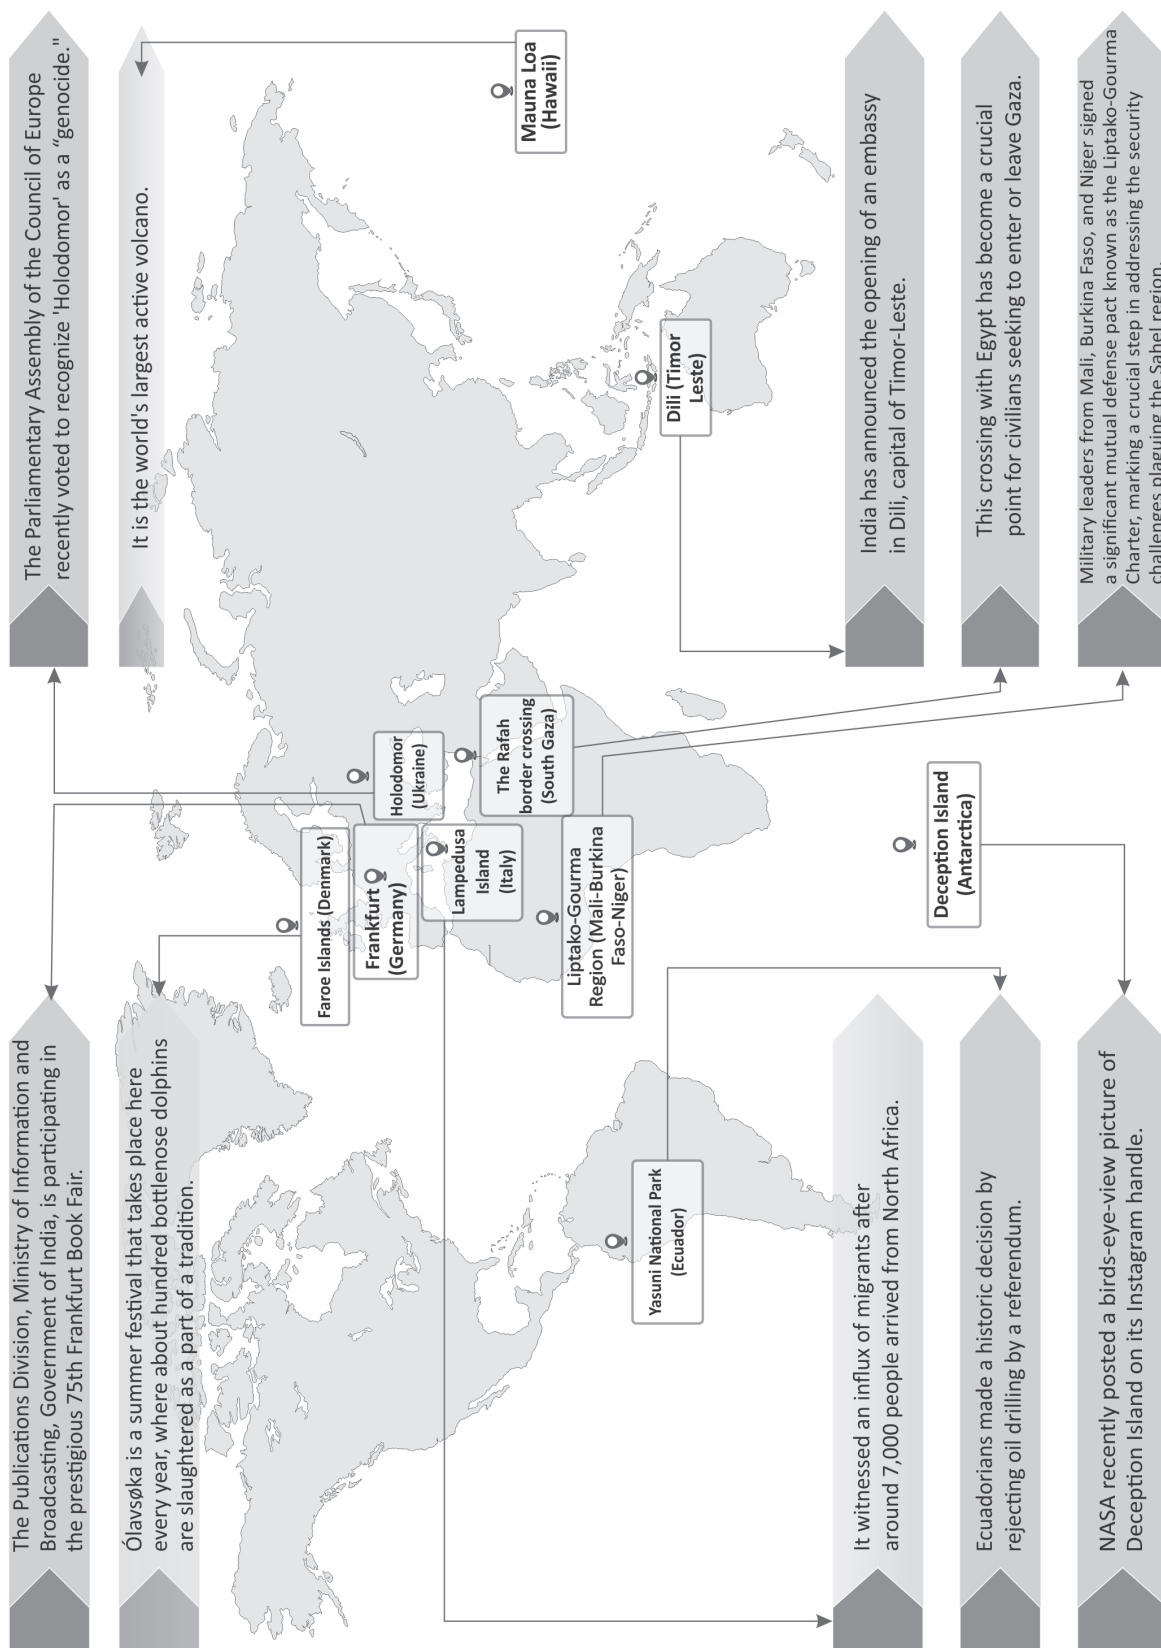 The Publications Division, Ministry of Information and
Broadcasting, Government of India, is participating in
the prestigious 75th Frankfurt Book Fair.
Ólavsøka is a summer festival that takes place here
every year, where about hundred bottlenose dolphins
are slaughtered as a part of a tradition.
The Parliamentary Assembly of the Council of Europe
recently voted to recognize 'Holodomor' as a “genocide."
It is the world's largest active volcano.
Faroe Islands (Denmark)
Frankfurt
(Germany)
Holodomor
(Ukraine)
Lampedusa
Island
(Italy)
The Rafah
border crossing
(South Gaza)
Liptako-Gourma
Region (Mali-Burkina
Faso-Niger)
Mauna Loa
(Hawaii)
Dili (Timor
Leste)
Yasuni National Park
(Ecuador)
Deception Island
(Antarctica)
It witnessed an influx of migrants after
around 7,000 people arrived from North Africa.
Ecuadorians made a historic decision by
rejecting oil drilling by a referendum.
NASA recently posted a birds-eye-view picture of
Deception Island on its Instagram handle.
India has announced the opening of an embassy
in Dili, capital of Timor-Leste.
This crossing with Egypt has become a crucial
point for civilians seeking to enter or leave Gaza.
Military leaders from Mali, Burkina Faso, and Niger signed
a significant mutual defense pact known as the Liptako-Gourma
Charter, marking a crucial step in addressing the security
challenges plaguing the Sahel region.